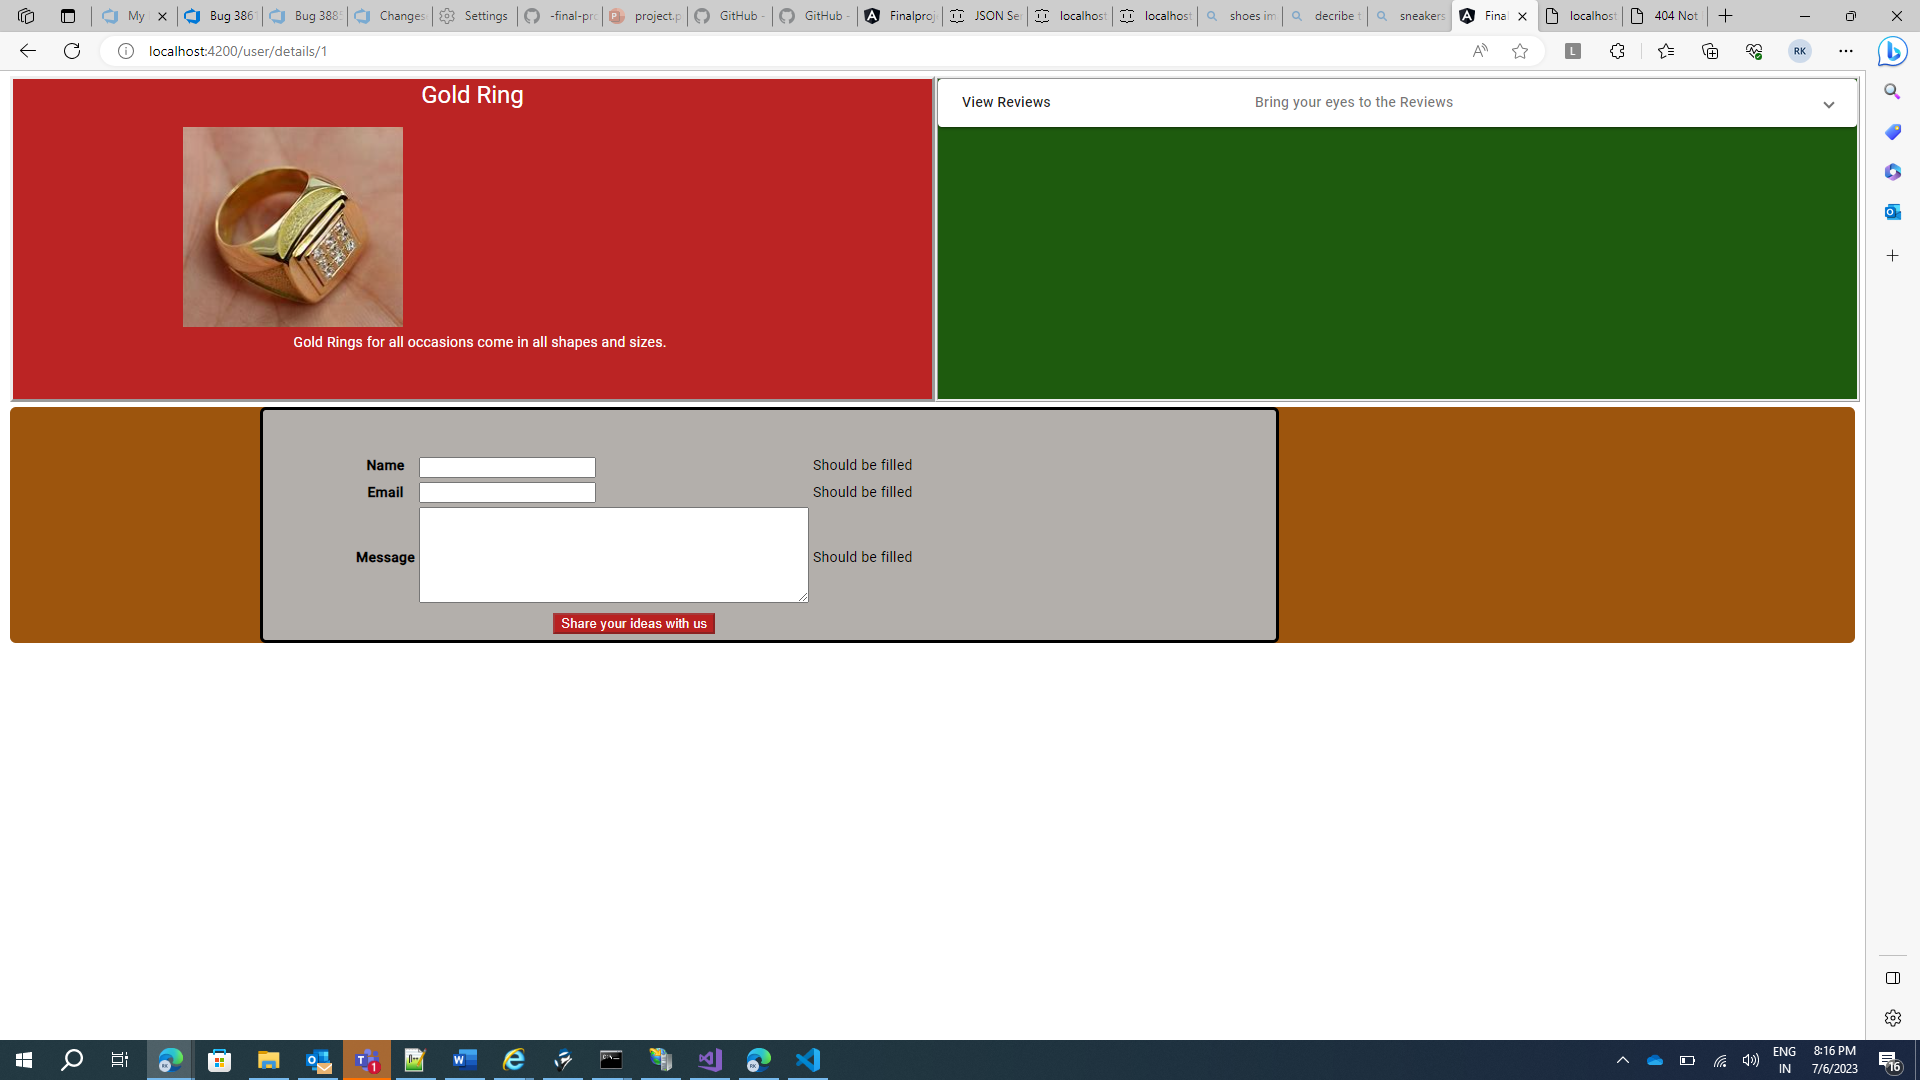 My
Bug 386
Bug 388
Changes
Settings
-final-pro
project.p
GitHub -
GitHub -
Finalproj
JSON Se
localhost
localhost
shoes im
decribe t
sneakers
Final
localhost
404 Not
localhost:4200/user/details/1
L
RK
Gold Ring
View Reviews
Bring your eyes to the Reviews
Gold Rings for all occasions come in all shapes and sizes.
Name
Should be filled
Email
Should be filled
Message
Should be filled
Share your ideas with us
ENG
IN
8:16 PM
7/6/2023
16
1